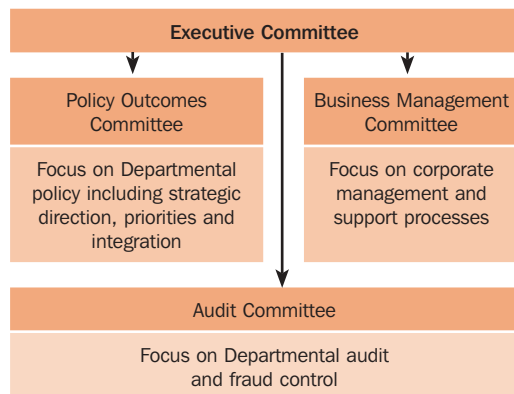 Executive Committee
Policy Outcomes
Committee
Focus on Departmental
policy including strategic
direction, priorities and
integration
Business Management
Committee
Focus on corporate
management and
support processes
Audit Committee
Focus on Departmental audit
and fraud control